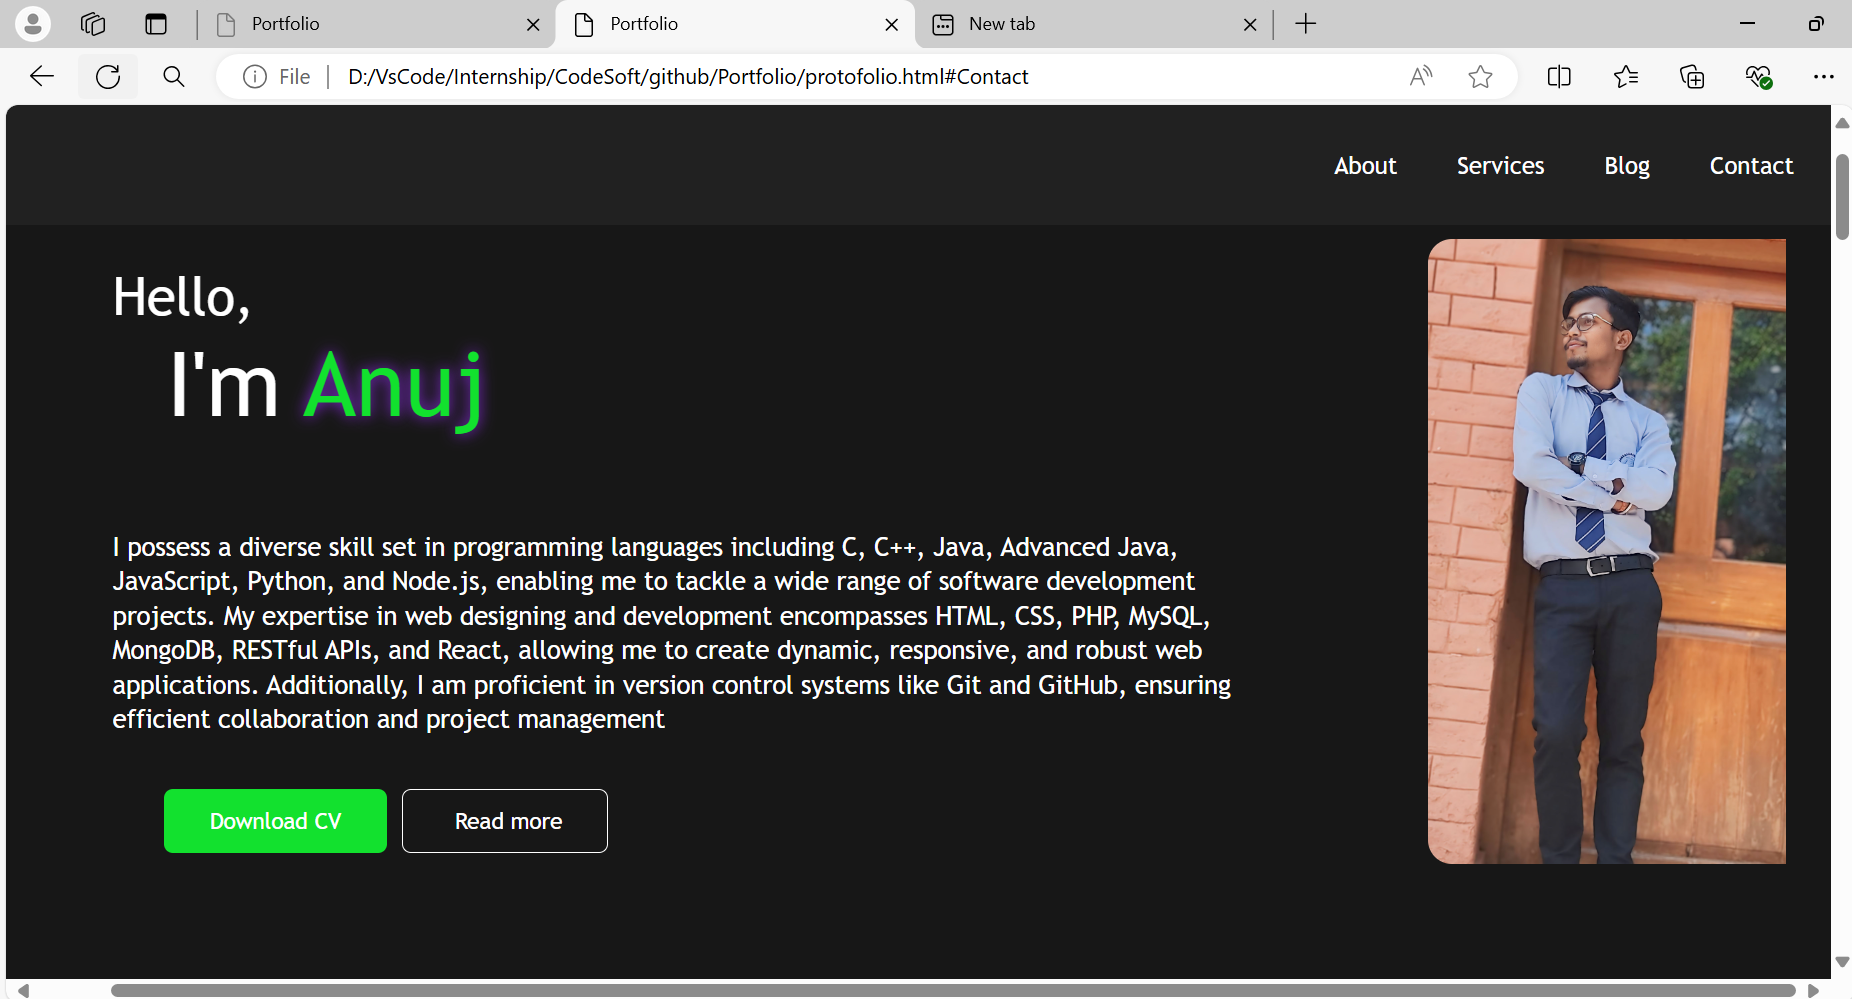 Portfolio
Portfolio
New tab
File
D:/VsCode/Internship/CodeSoft/github/Portfolio/protofolio.html#Contact
About Services Blog Contact
Hello,
I'm Anuj
I possess a diverse skill set in programming languages including C, C++, Java, Advanced Java,
JavaScript, Python, and Node.js, enabling me to tackle a wide range of software development
projects. My expertise in web designing and development encompasses HTML, CSS, PHP, MySQL,
MongoDB, RESTful APIs, and React, allowing me to create dynamic, responsive, and robust web
applications. Additionally, I am proficient in version control systems like Git and GitHub, ensuring
efficient collaboration and project management
Download CV
Read more